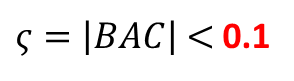 ς = |BAC| < 0.1